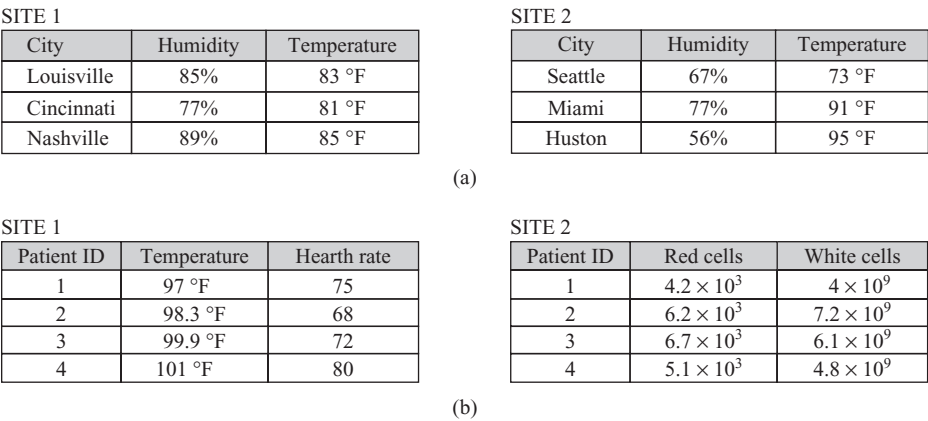 SITE 1
City Humidity Temperature
Louisville 85% 83 °F
Cincinnati 77% 81 °F
Nashville 89% 85 °F
SITE 2
City Humidity Temperature
Seattle 67% 73 °F
Miami 77% 91 °F
Huston 56% 95 °F
(a)
SITE 1
Patient ID Temperature Hearth rate
1 97 °F 75
2 98.3 °F 68
3 99.9 °F 72
4 101 °F 80
SITE 2
Patient ID Red cells White cells
1 4.2 × 10³ 4 × 10⁹
2 6.2 × 10³ 7.2 × 10⁹
3 6.7 × 10³ 6.1 × 10⁹
4 5.1 × 10³ 4.8 × 10⁹
(b)